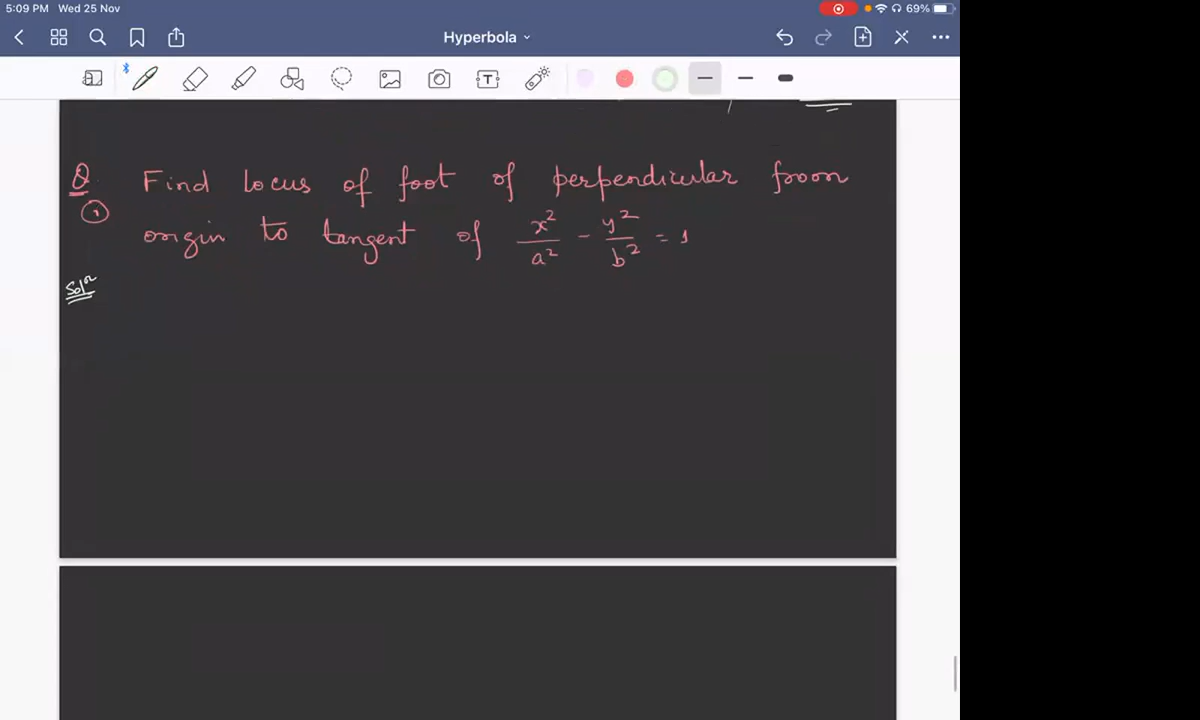 5:09 PM Wed 25 Nov
69%
Hyperbola
T
Q Find locus of foot of perpendicular from
① origin to tangent of x²/a² - y²/b² = 1
Solⁿ